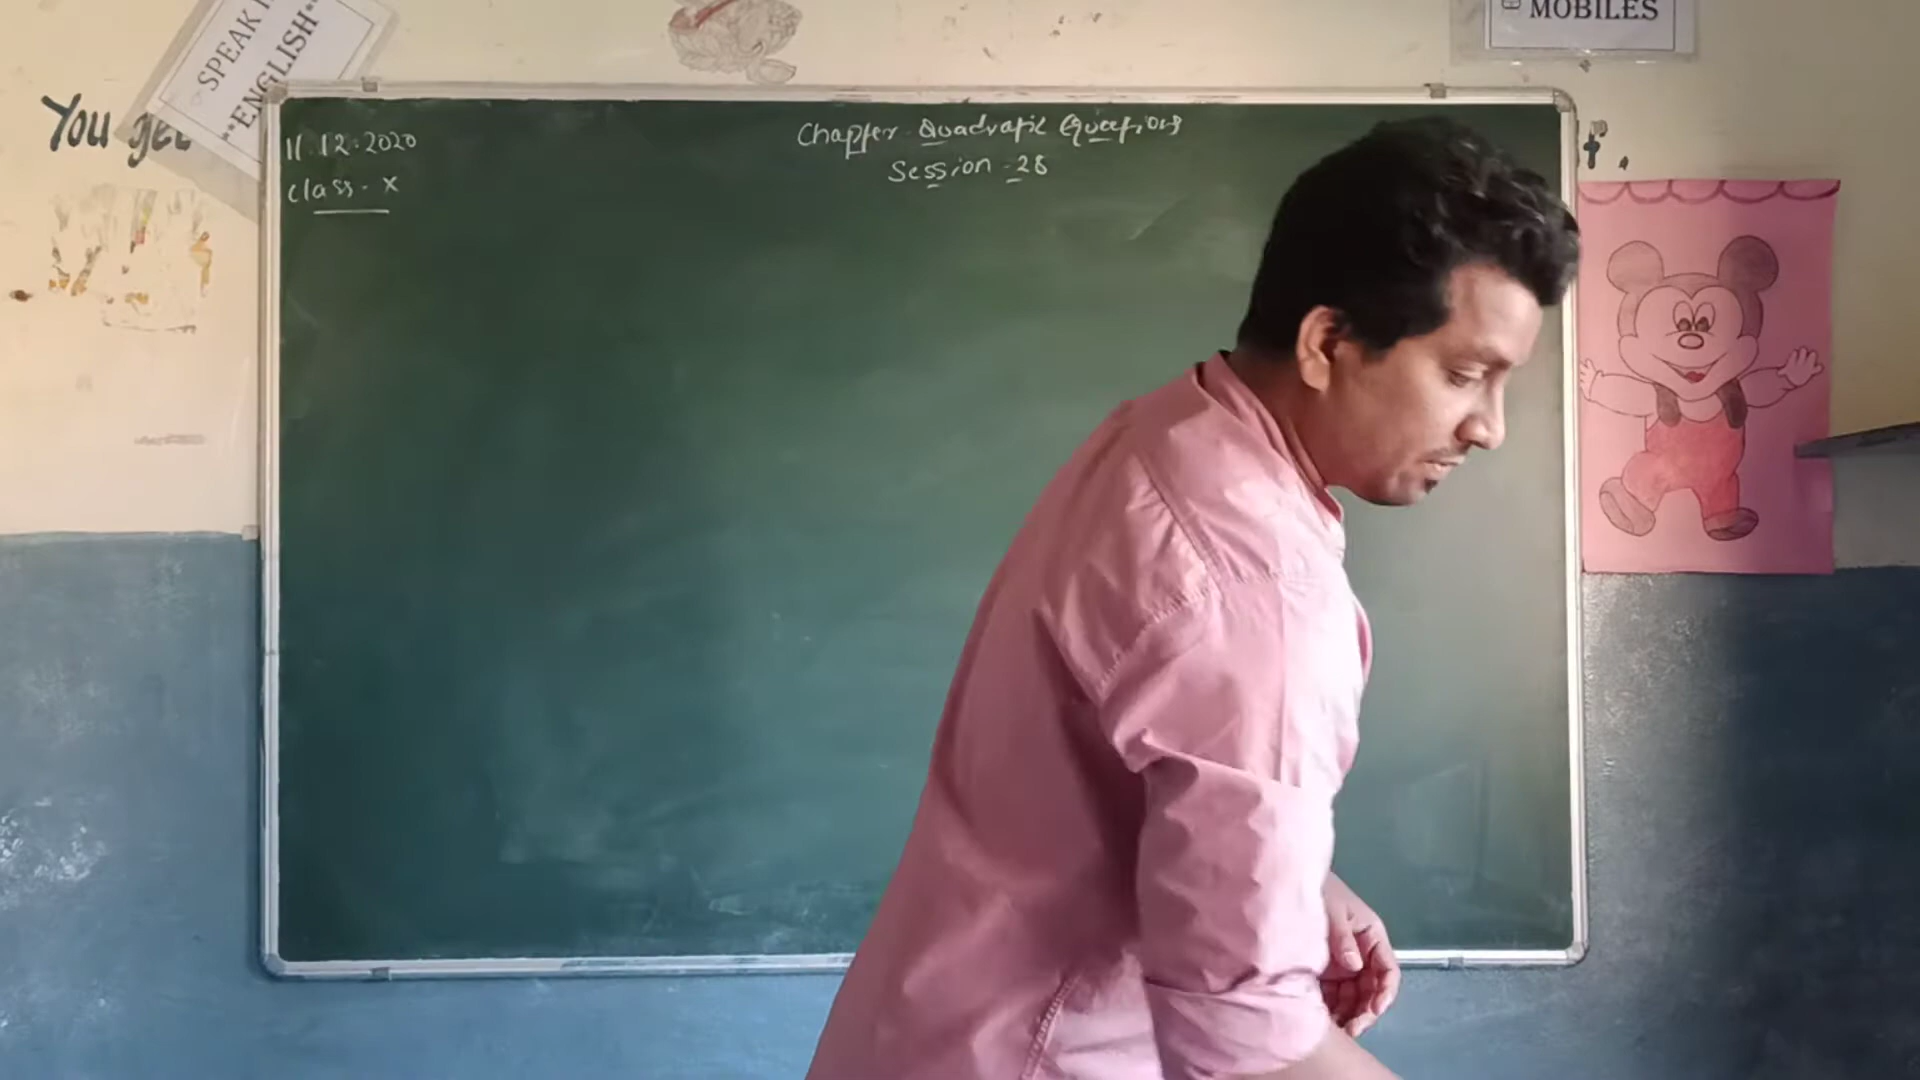 SPEAK I
"ENGLISH"
MOBILES
You get
t.
11.12.2020
Class - X
Chapter - Quadratic Equations
Session - 28